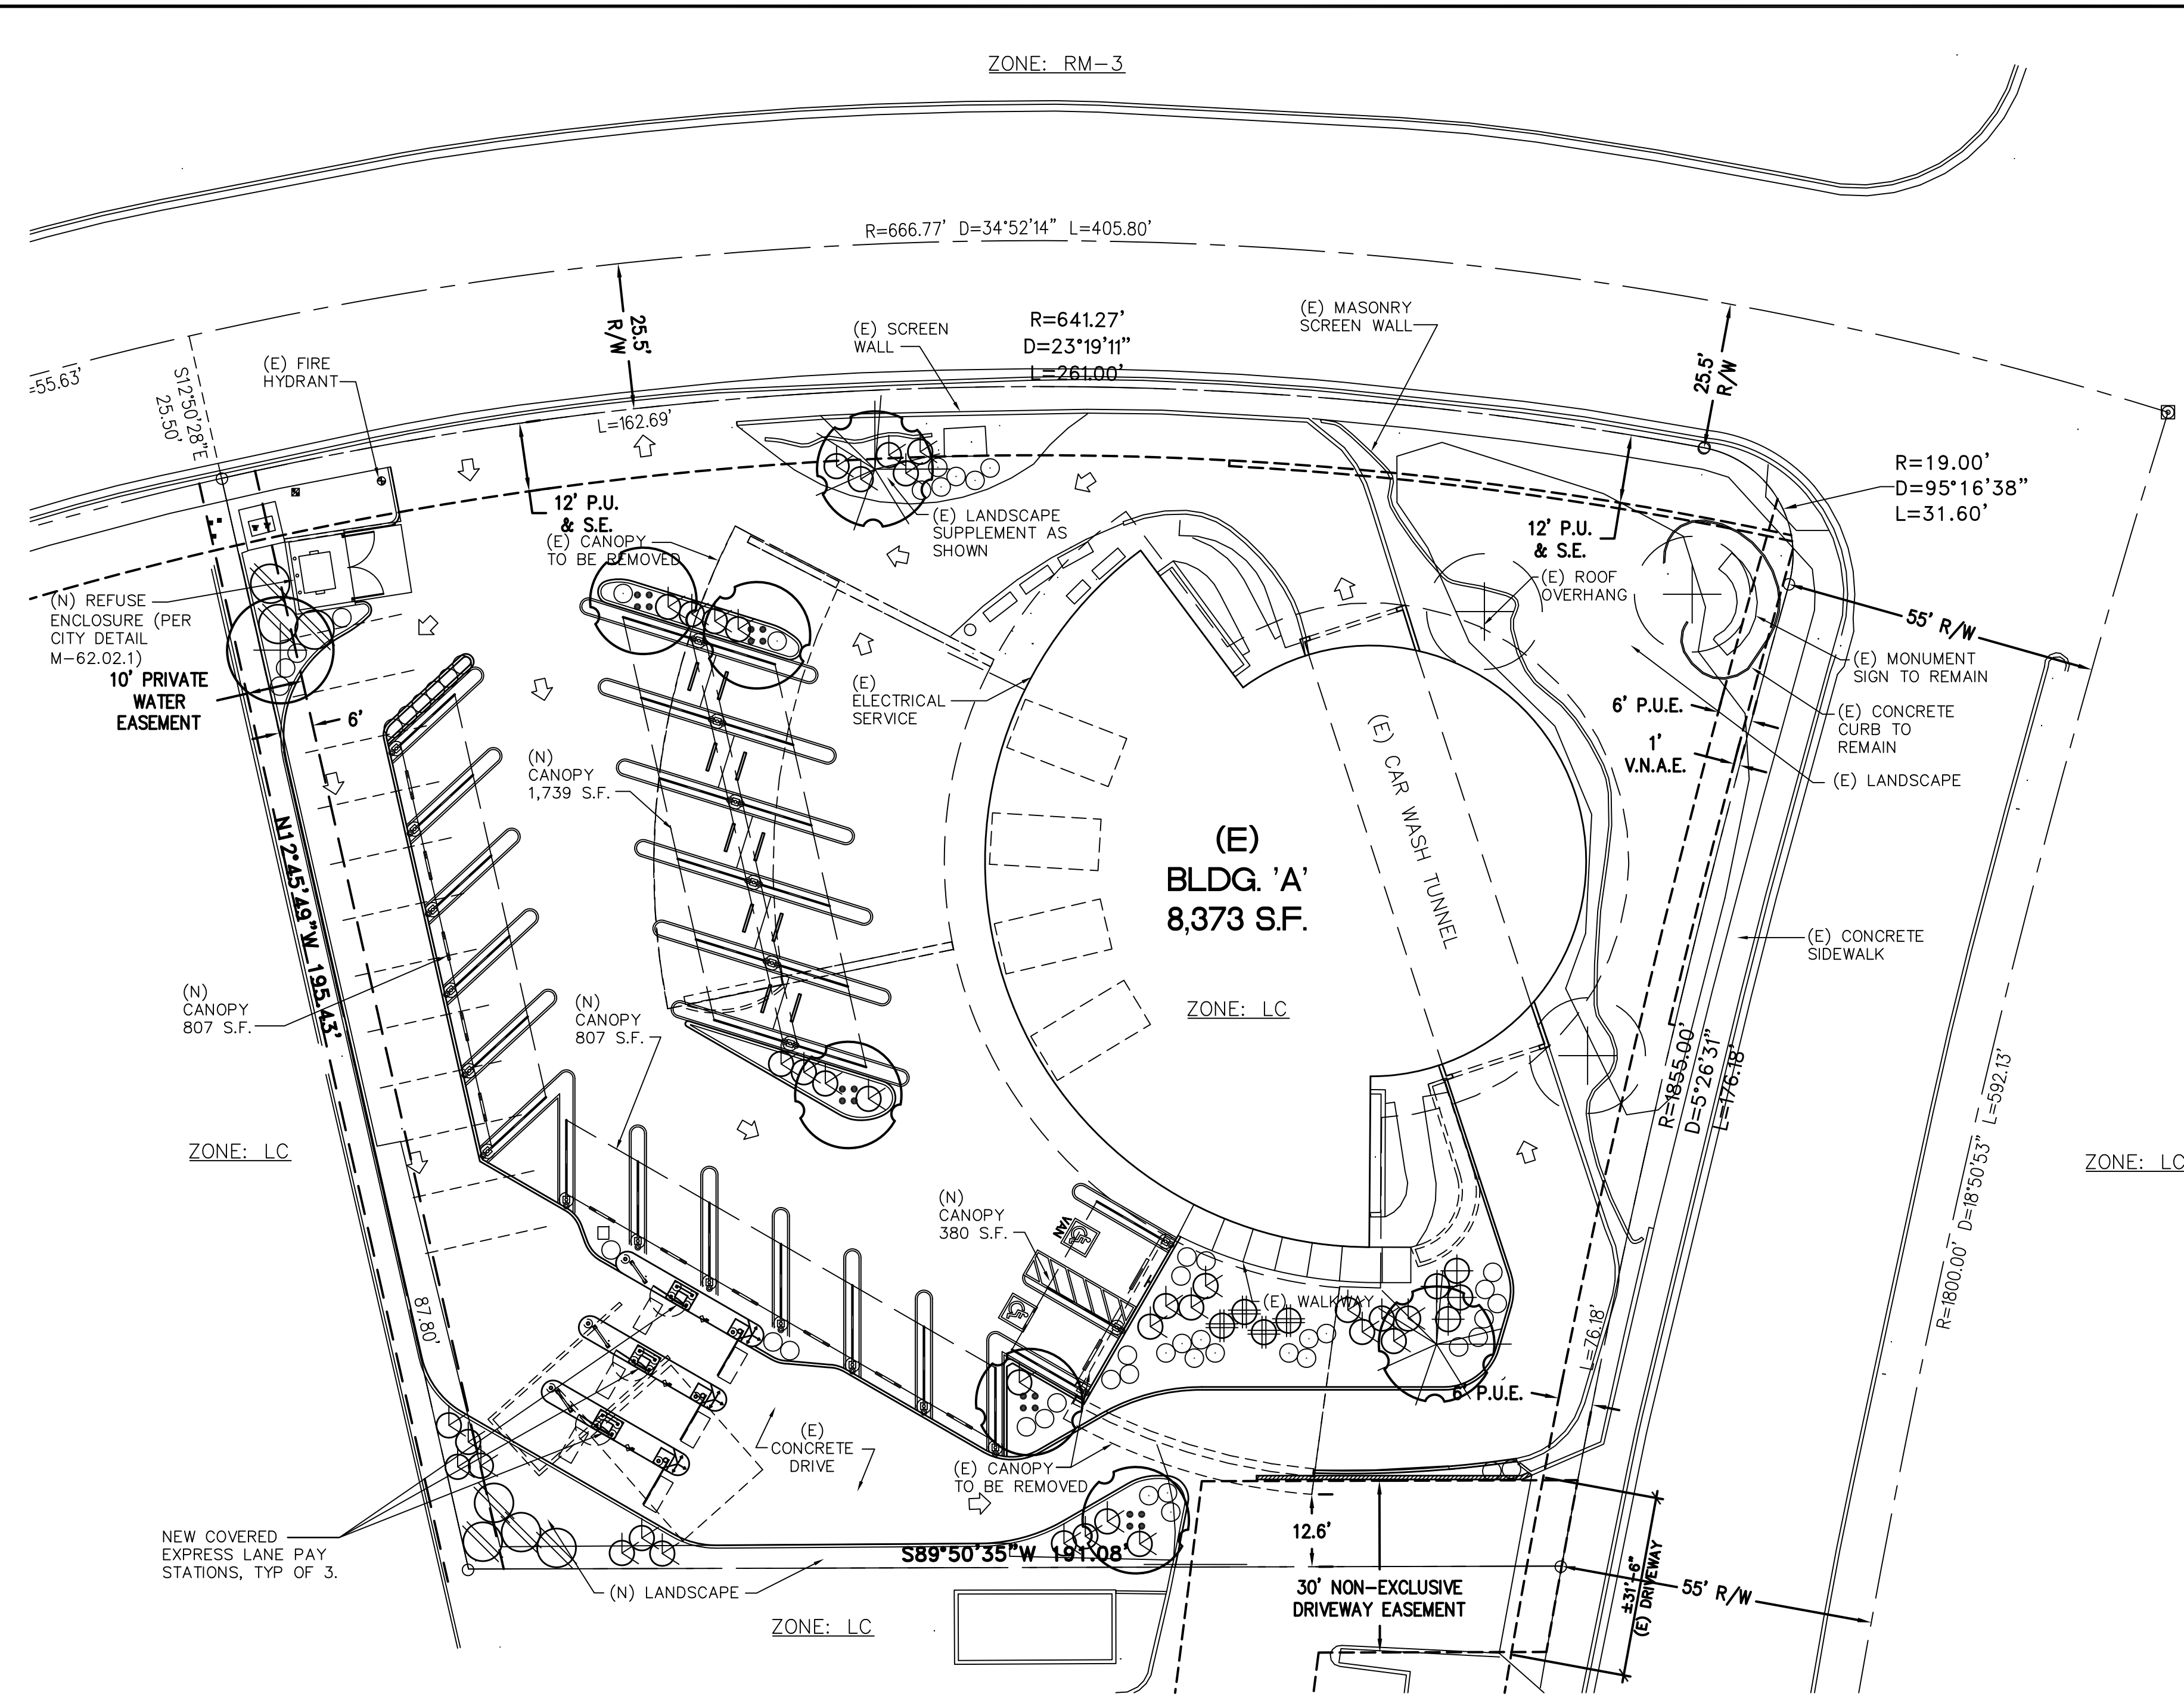 ZONE: RM-3
R=666.77' D=34°52'14" L=405.80'
=55.63'
S12°50'28"E
25.50'
(E) FIRE
HYDRANT
25.5'
R/W
(E) SCREEN
WALL
R=641.27'
D=23°19'11"
L=261.00'
(E) MASONRY
SCREEN WALL
25.5'
R/W
L=162.69'
R=19.00'
D=95°16'38"
L=31.60'
12' P.U.
& S.E.
(E) CANOPY
TO BE REMOVED
(E) LANDSCAPE
SUPPLEMENT AS
SHOWN
12' P.U.
& S.E.
(E) ROOF
OVERHANG
(N) REFUSE
ENCLOSURE (PER
CITY DETAIL
M-62.02.1)
10' PRIVATE
WATER
EASEMENT
6'
55' R/W
(E) MONUMENT
SIGN TO REMAIN
(E)
ELECTRICAL
SERVICE
6' P.U.E.
(E) CONCRETE
CURB TO
REMAIN
1'
V.N.A.E.
(E) LANDSCAPE
(N)
CANOPY
1,739 S.F.
(E) CAR WASH TUNNEL
N12°45'49"W 195.43'
(E)
BLDG. 'A'
8,373 S.F.
ZONE: LC
(E) CONCRETE
SIDEWALK
(N)
CANOPY
807 S.F.
(N)
CANOPY
807 S.F.
R=1855.00'
D=5°26'31"
L=176.18'
R=1800.00' D=18°50'53" L=592.13'
ZONE: LC
ZONE: LC
(N)
CANOPY
380 S.F.
VAN
87.80'
(E) WALKWAY
L=76.18'
6' P.U.E.
(E)
CONCRETE
DRIVE
(E) CANOPY
TO BE REMOVED
NEW COVERED
EXPRESS LANE PAY
STATIONS, TYP OF 3.
S89°50'35"W 191.08'
12.6'
(N) LANDSCAPE
30' NON-EXCLUSIVE
DRIVEWAY EASEMENT
±31'-6"
(E) DRIVEWAY
55' R/W
ZONE: LC